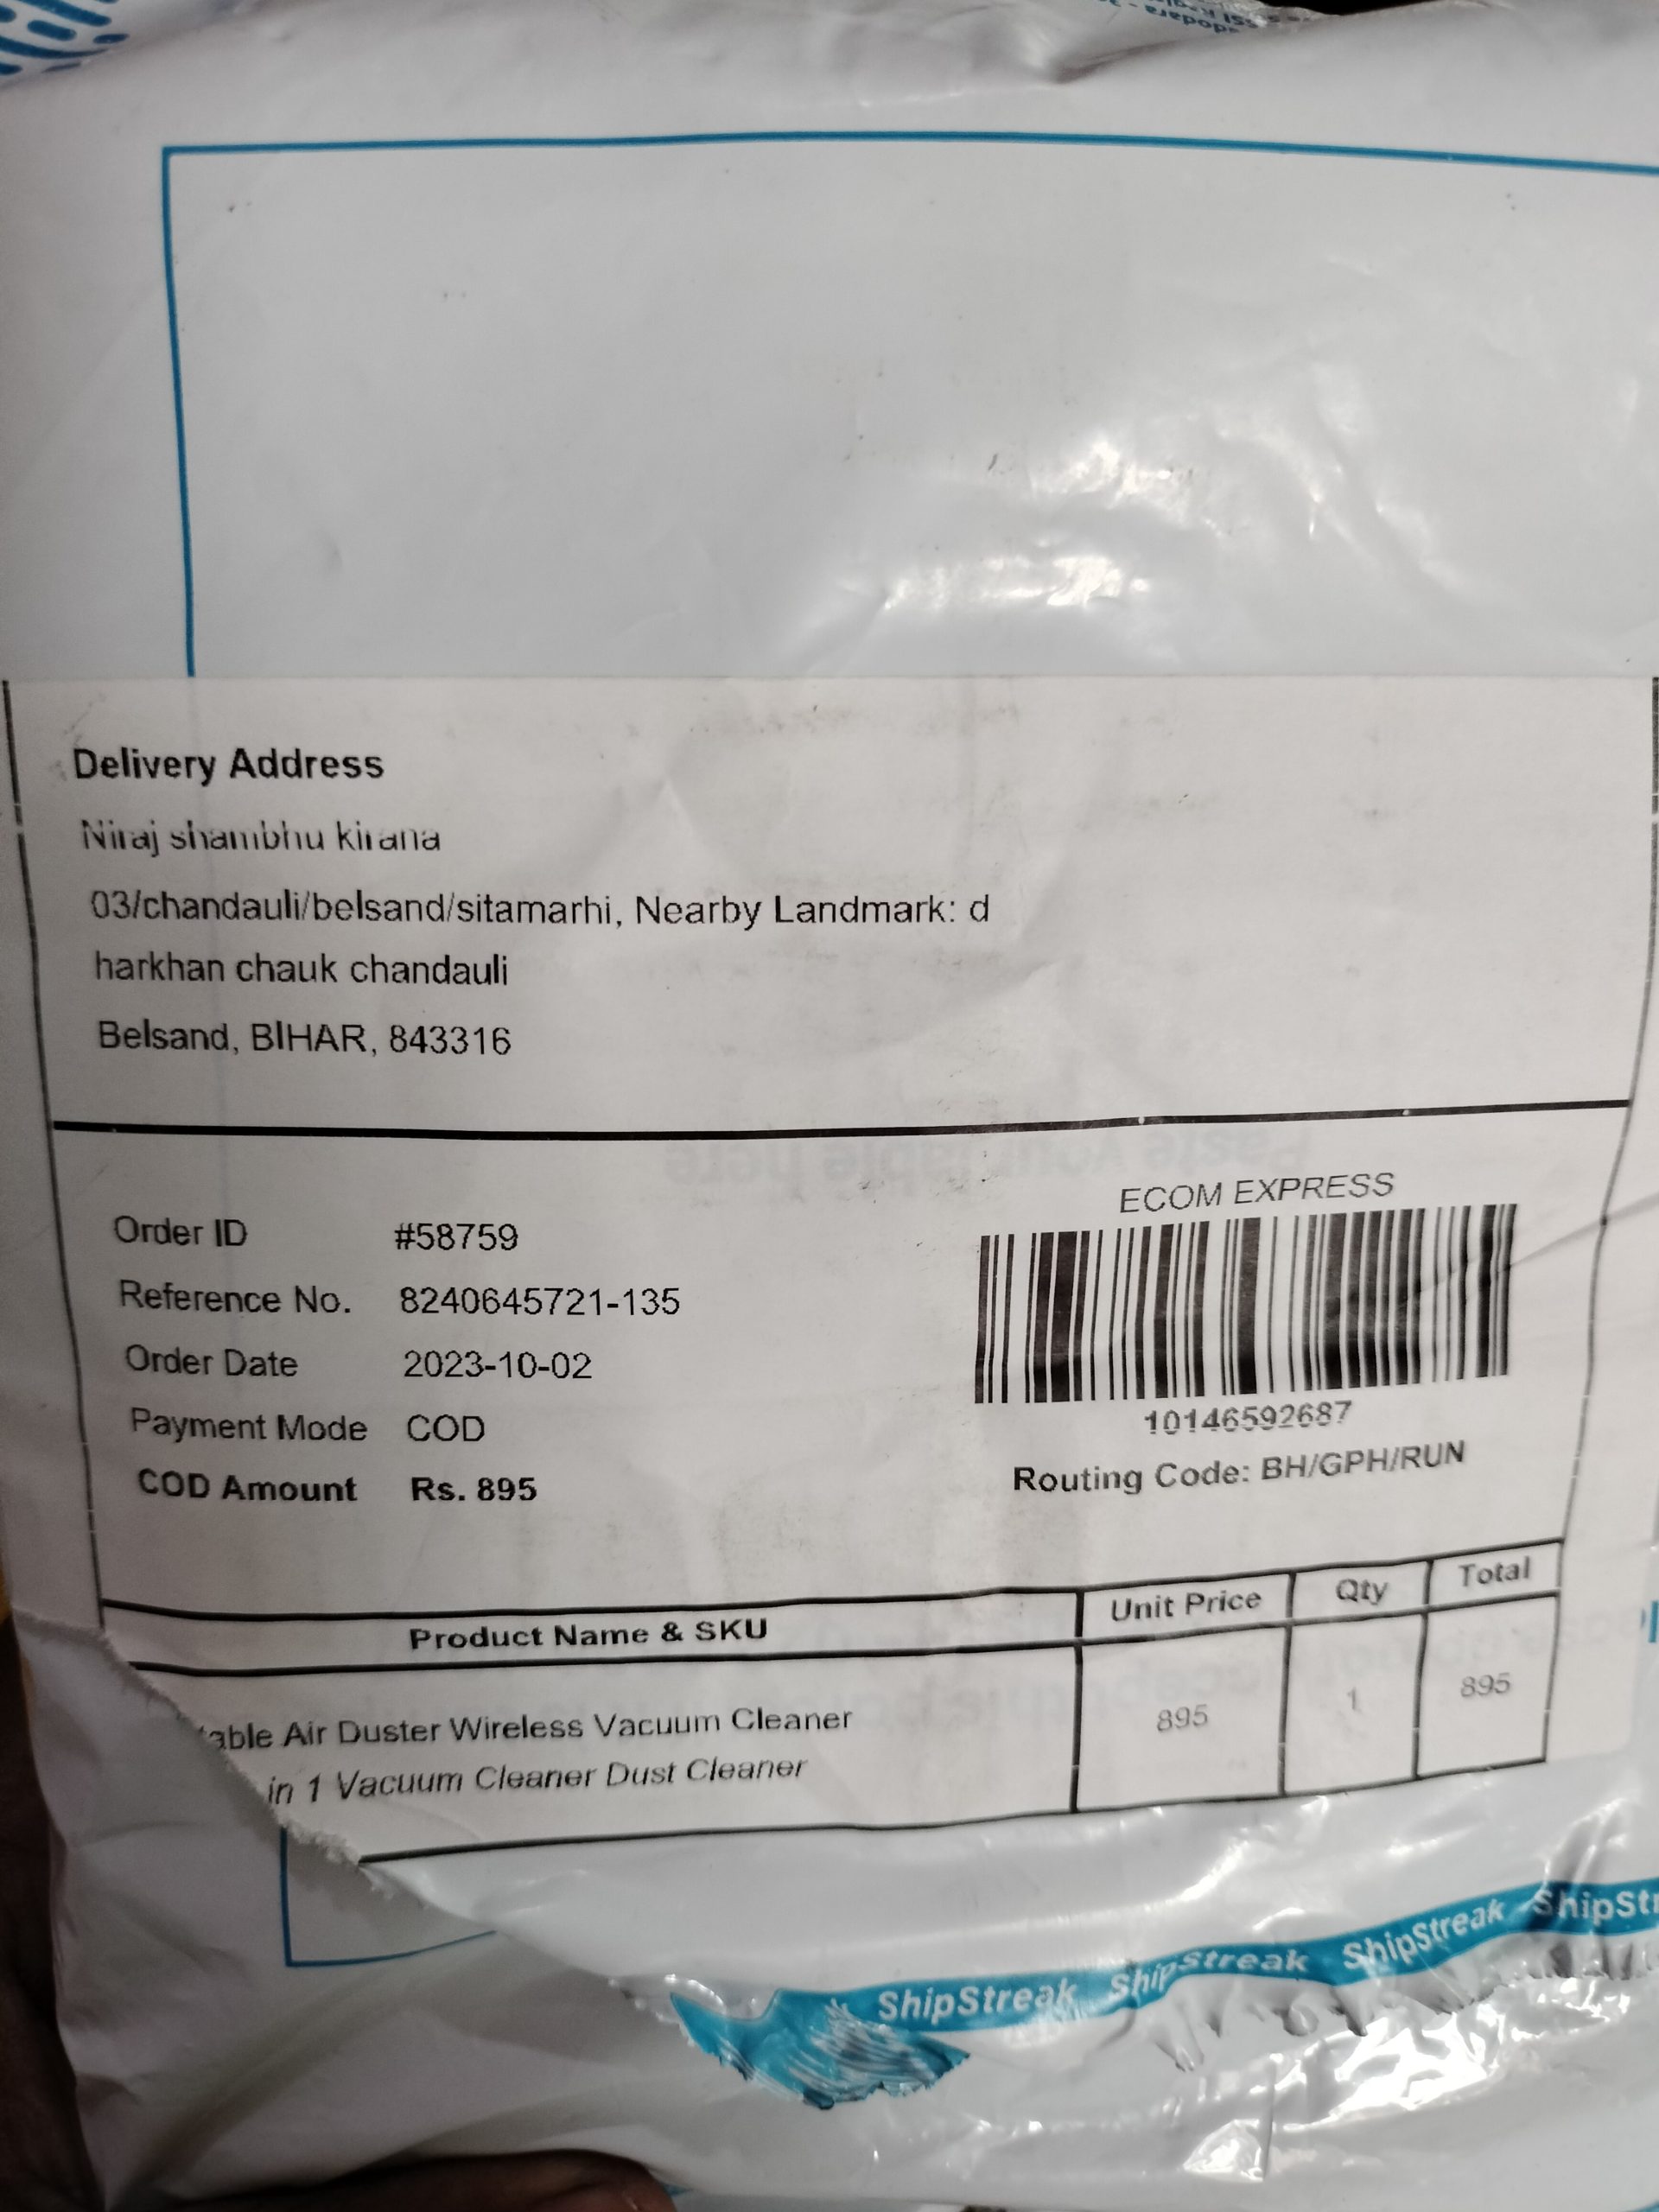 Delivery Address
Niraj shambhu kirana
03/chandauli/belsand/sitamarhi, Nearby Landmark: d
harkhan chauk chandauli
Belsand, BIHAR, 843316
Order ID #58759
Reference No. 8240645721-135
Order Date 2023-10-02
Payment Mode COD
COD Amount Rs. 895
ECOM EXPRESS
10146592687
Routing Code: BH/GPH/RUN
Product Name & SKU Unit Price Qty Total
table Air Duster Wireless Vacuum Cleaner 895 1 895
in 1 Vacuum Cleaner Dust Cleaner
ShipStreak ShipStreak ShipStreak ShipStr